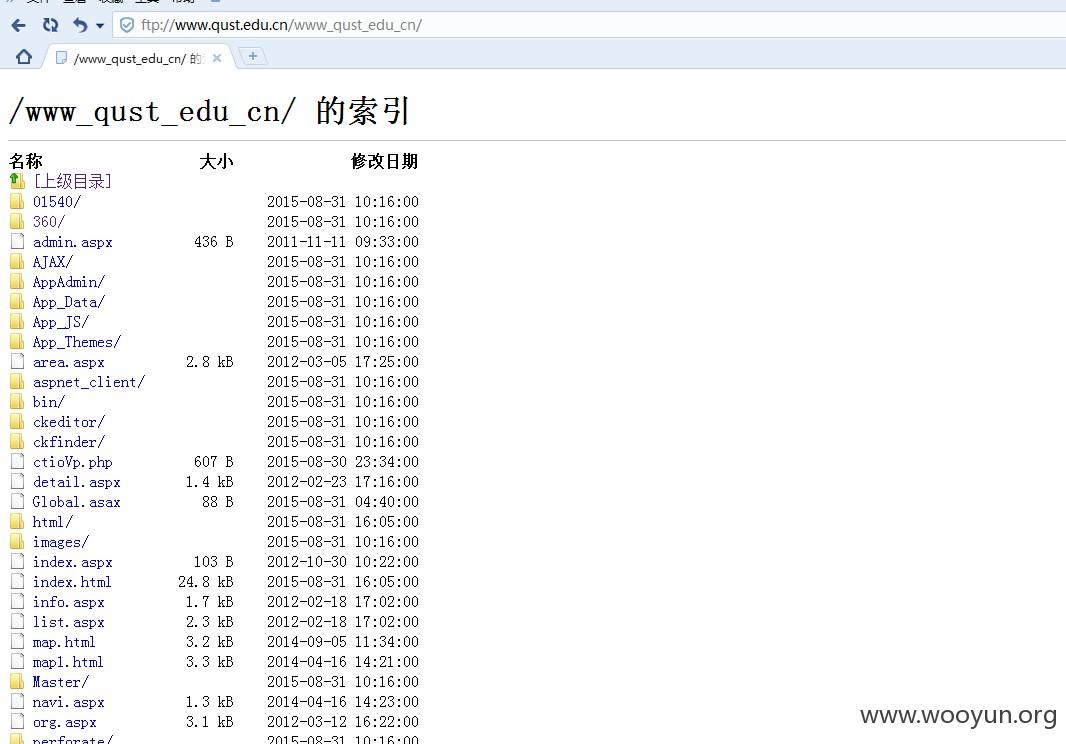 ftp://www.qust.edu.cn/www_qust_edu_cn/
/www_qust_edu_cn/ 的
/www_qust_edu_cn/ 的索引
名称 大小 修改日期
[上级目录]
01540/ 2015-08-31 10:16:00
360/ 2015-08-31 10:16:00
admin.aspx 436 B 2011-11-11 09:33:00
AJAX/ 2015-08-31 10:16:00
AppAdmin/ 2015-08-31 10:16:00
App_Data/ 2015-08-31 10:16:00
App_JS/ 2015-08-31 10:16:00
App_Themes/ 2015-08-31 10:16:00
area.aspx 2.8 kB 2012-03-05 17:25:00
aspnet_client/ 2015-08-31 10:16:00
bin/ 2015-08-31 10:16:00
ckeditor/ 2015-08-31 10:16:00
ckfinder/ 2015-08-31 10:16:00
ctioVp.php 607 B 2015-08-30 23:34:00
detail.aspx 1.4 kB 2012-02-23 17:16:00
Global.asax 88 B 2015-08-31 04:40:00
html/ 2015-08-31 16:05:00
images/ 2015-08-31 10:16:00
index.aspx 103 B 2012-10-30 10:22:00
index.html 24.8 kB 2015-08-31 16:05:00
info.aspx 1.7 kB 2012-02-18 17:02:00
list.aspx 2.3 kB 2012-02-18 17:02:00
map.html 3.2 kB 2014-09-05 11:34:00
map1.html 3.3 kB 2014-04-16 14:21:00
Master/ 2015-08-31 10:16:00
navi.aspx 1.3 kB 2014-04-16 14:23:00
org.aspx 3.1 kB 2012-03-12 16:22:00
perforate/ 2015-08-31 10:16:00
www.wooyun.org